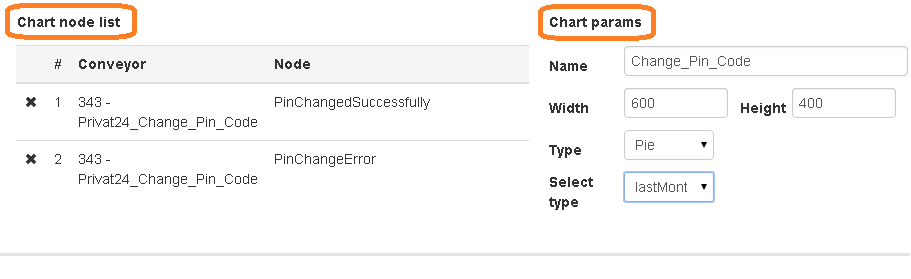 Chart node list
# Conveyor Node
✖ 1 343 - PinChangedSuccessfully
Privat24_Change_Pin_Code
✖ 2 343 - PinChangeError
Privat24_Change_Pin_Code
Chart params
Name Change_Pin_Code
Width 600 Height 400
Type Pie
Select lastMont
type